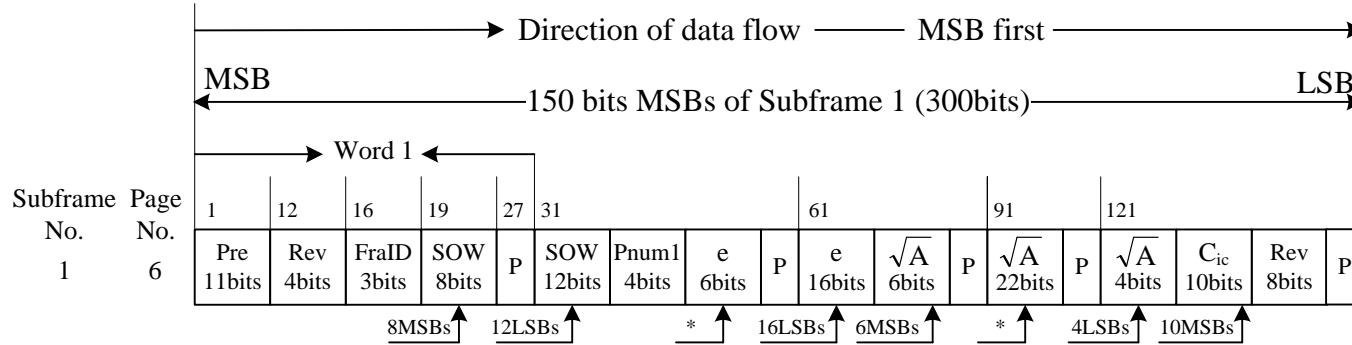 Direction of data flow MSB first
MSB LSB
150 bits MSBs of Subframe 1 (300bits)
Word 1
Subframe Page
No. No.
1 12 16 19 27 31 61 91 121
Pre Rev FraID SOW P SOW Pnum1 e P e √A P √A P √A Cic Rev P
1 6
11bits 4bits 3bits 8bits 12bits 4bits 6bits 16bits 6bits 22bits 4bits 10bits 8bits
8MSBs 12LSBs * 16LSBs 6MSBs * 4LSBs 10MSBs